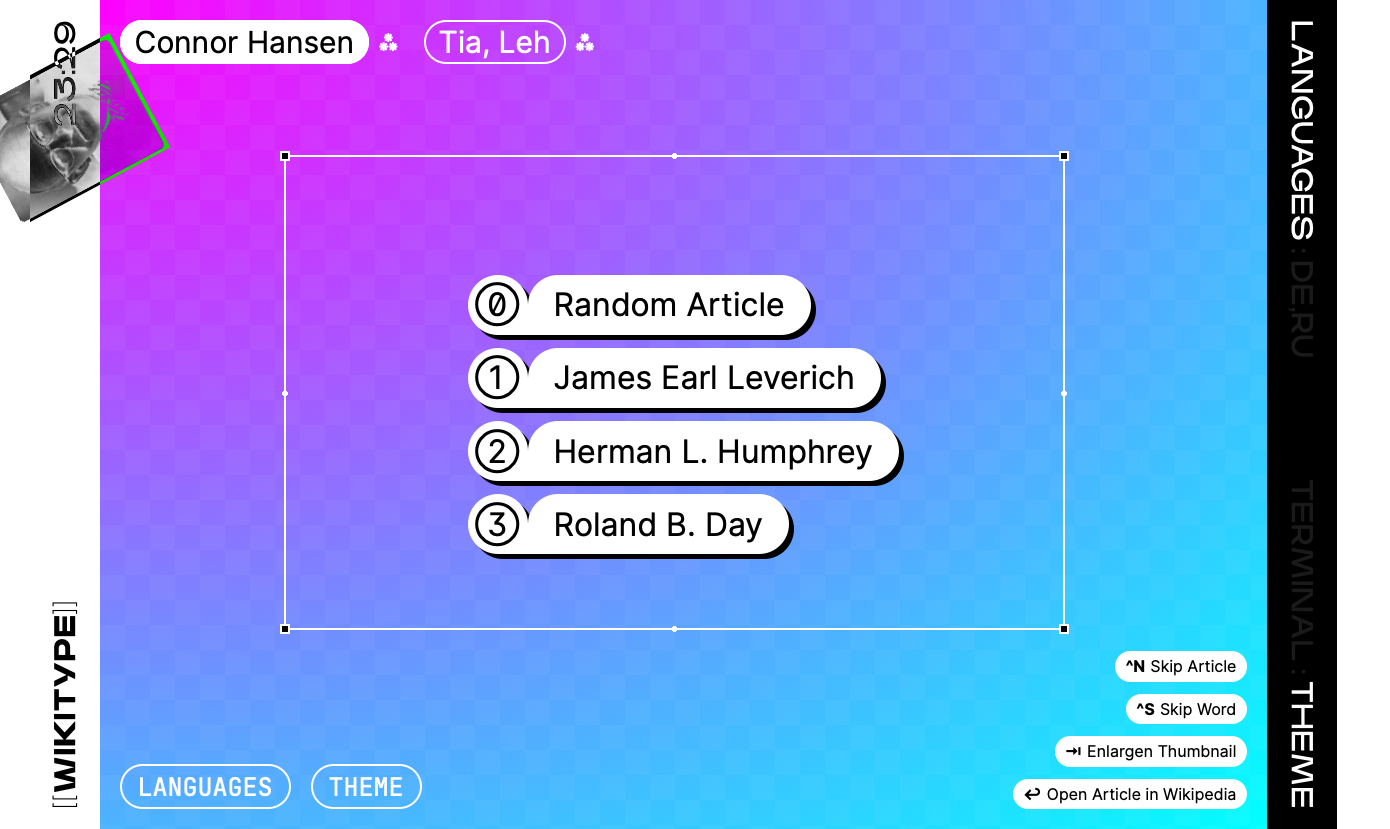 23:29
Connor Hansen
Tia, Leh
0 Random Article
1 James Earl Leverich
2 Herman L. Humphrey
3 Roland B. Day
^N Skip Article
^S Skip Word
⇥ Enlargen Thumbnail
↩ Open Article in Wikipedia
LANGUAGES
THEME
[[WIKITYPE]]
LANGUAGES : DE,RU
TERMINAL : THEME